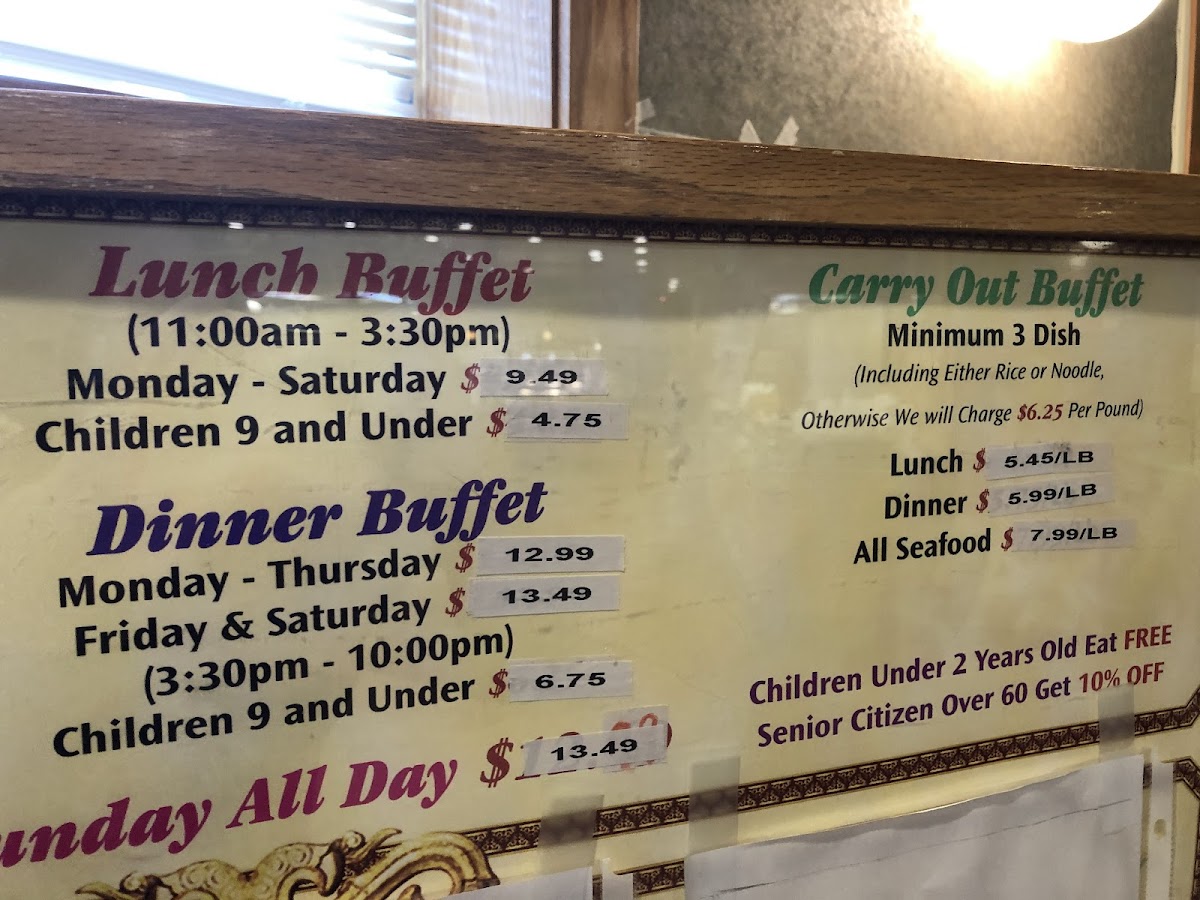 Lunch Buffet
(11:00am - 3:30pm)
Monday - Saturday $ 9.49
Children 9 and Under $ 4.75
Dinner Buffet
Monday - Thursday $ 12.99
Friday & Saturday $ 13.49
(3:30pm - 10:00pm)
Children 9 and Under $ 6.75
unday All Day $ 13.49
Carry Out Buffet
Minimum 3 Dish
(Including Either Rice or Noodle,
Otherwise We will Charge $6.25 Per Pound)
Lunch $ 5.45/LB
Dinner $ 5.99/LB
All Seafood $ 7.99/LB
Children Under 2 Years Old Eat FREE
Senior Citizen Over 60 Get 10% OFF